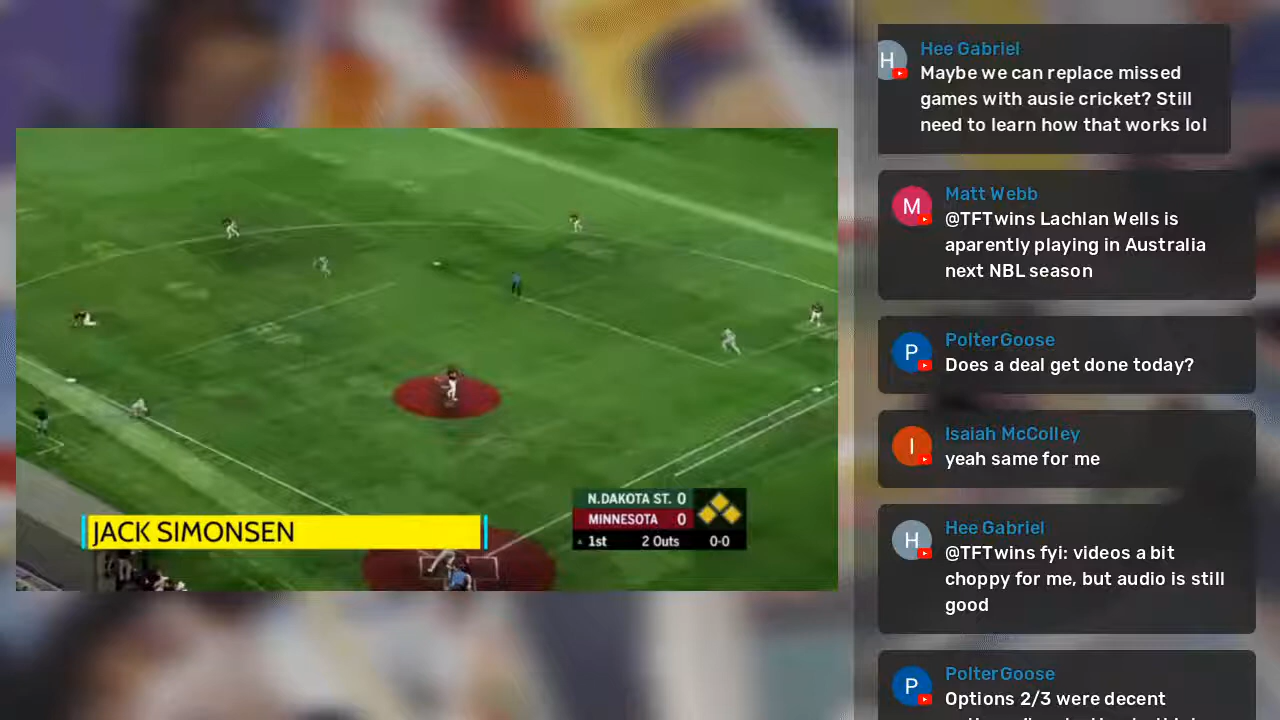 JACK SIMONSEN
N.DAKOTA ST. 0
MINNESOTA 0
1st 2 Outs 0-0
H
Hee Gabriel
Maybe we can replace missed
games with ausie cricket? Still
need to learn how that works lol
M
Matt Webb
@TFTwins Lachlan Wells is
aparently playing in Australia
next NBL season
P
PolterGoose
Does a deal get done today?
I
Isaiah McColley
yeah same for me
H
Hee Gabriel
@TFTwins fyi: videos a bit
choppy for me, but audio is still
good
P
PolterGoose
Options 2/3 were decent